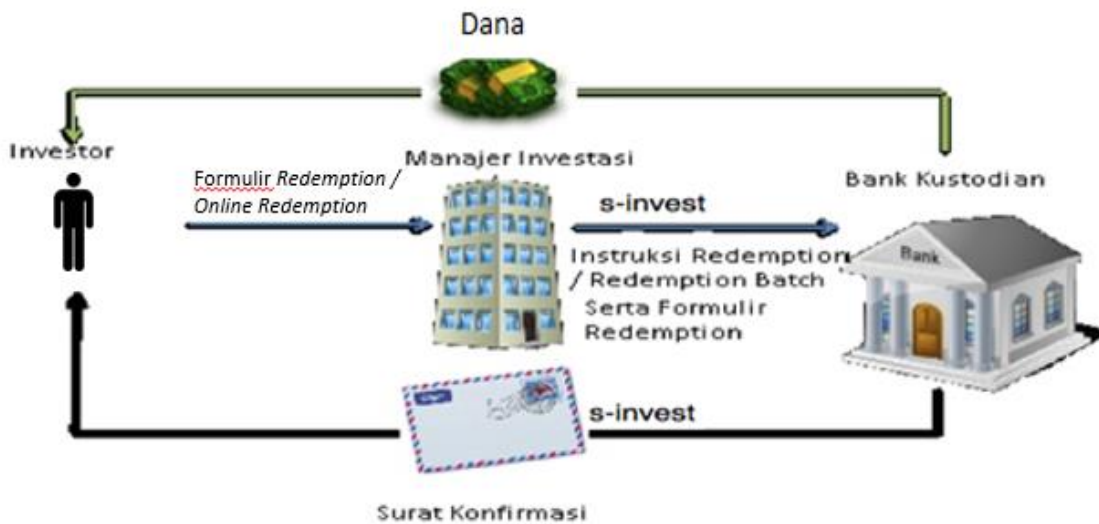 Dana
Investor
Manajer Investasi
Bank Kustodian
Formulir Redemption /
Online Redemption
s-invest
Instruksi Redemption
/ Redemption Batch
Serta Formulir
Redemption
Bank
s-invest
Surat Konfirmasi